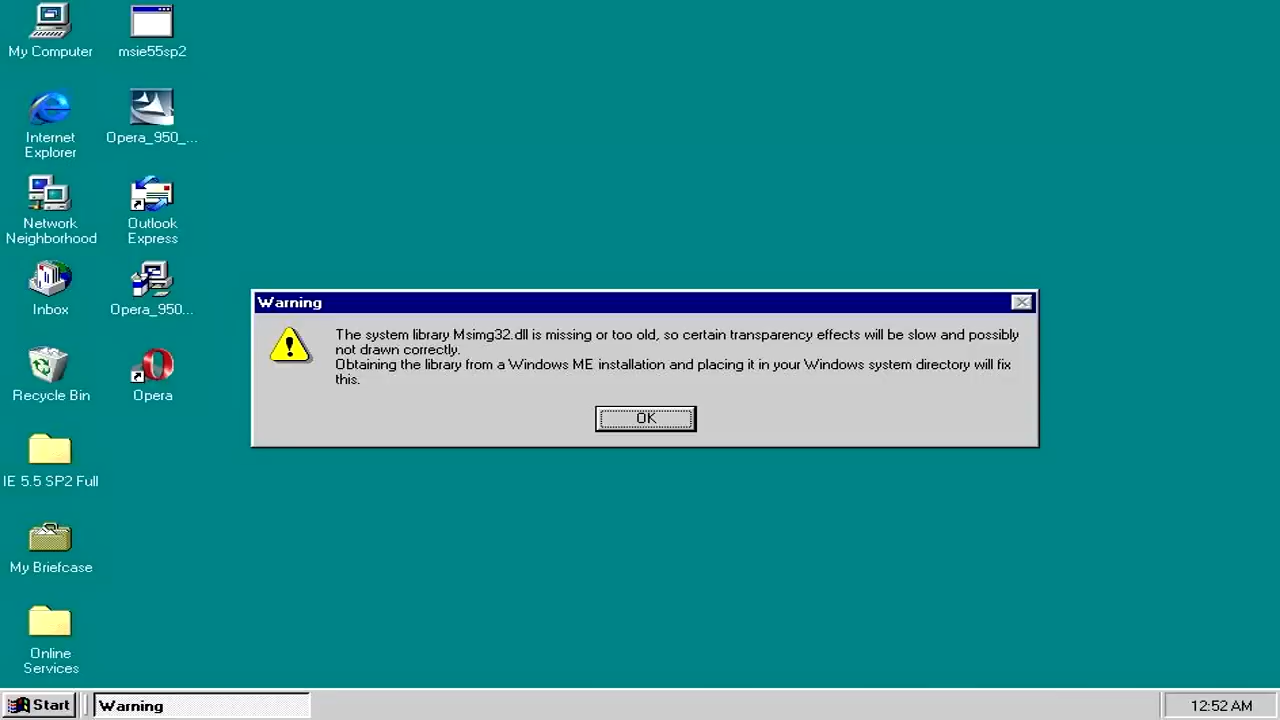 My Computer
msie55sp2
Internet
Explorer
Opera_950_...
Network
Neighborhood
Outlook
Express
Inbox
Opera_950...
Recycle Bin
Opera
IE 5.5 SP2 Full
My Briefcase
Online
Services
Warning
The system library Msimg32.dll is missing or too old, so certain transparency effects will be slow and possibly
not drawn correctly.
Obtaining the library from a Windows ME installation and placing it in your Windows system directory will fix
this.
OK
Start
Warning
12:52 AM